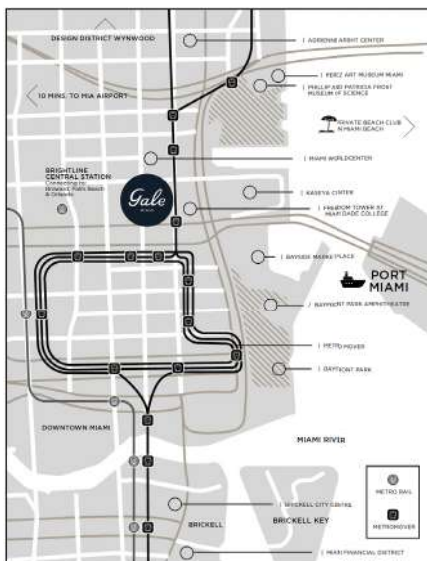 DESIGN DISTRICT WYNWOOD
| ADRIENNE ARSHT CENTER
| PEREZ ART MUSEUM MIAMI
| PHILLIP AND PATRICIA FROST
MUSEUM OF SCIENCE
10 MINS. TO MIA AIRPORT
PRIVATE BEACH CLUB
N MIAMI BEACH
| MIAMI WORLDCENTER
BRIGHTLINE
CENTRAL STATION
Connecting to:
& Orlando
Gale
| KASEYA CENTER
| FREEDOM TOWER AT
MIAMI DADE COLLEGE
| BAYSIDE MARKETPLACE
PORT
MIAMI
| BAYFRONT PARK AMPHITHEATRE
| METROMOVER
| BAYFRONT PARK
DOWNTOWN MIAMI
MIAMI RIVER
METRO RAIL
METROMOVER
| BRICKELL CITY CENTRE
BRICKELL
BRICKELL KEY
| MIAMI FINANCIAL DISTRICT